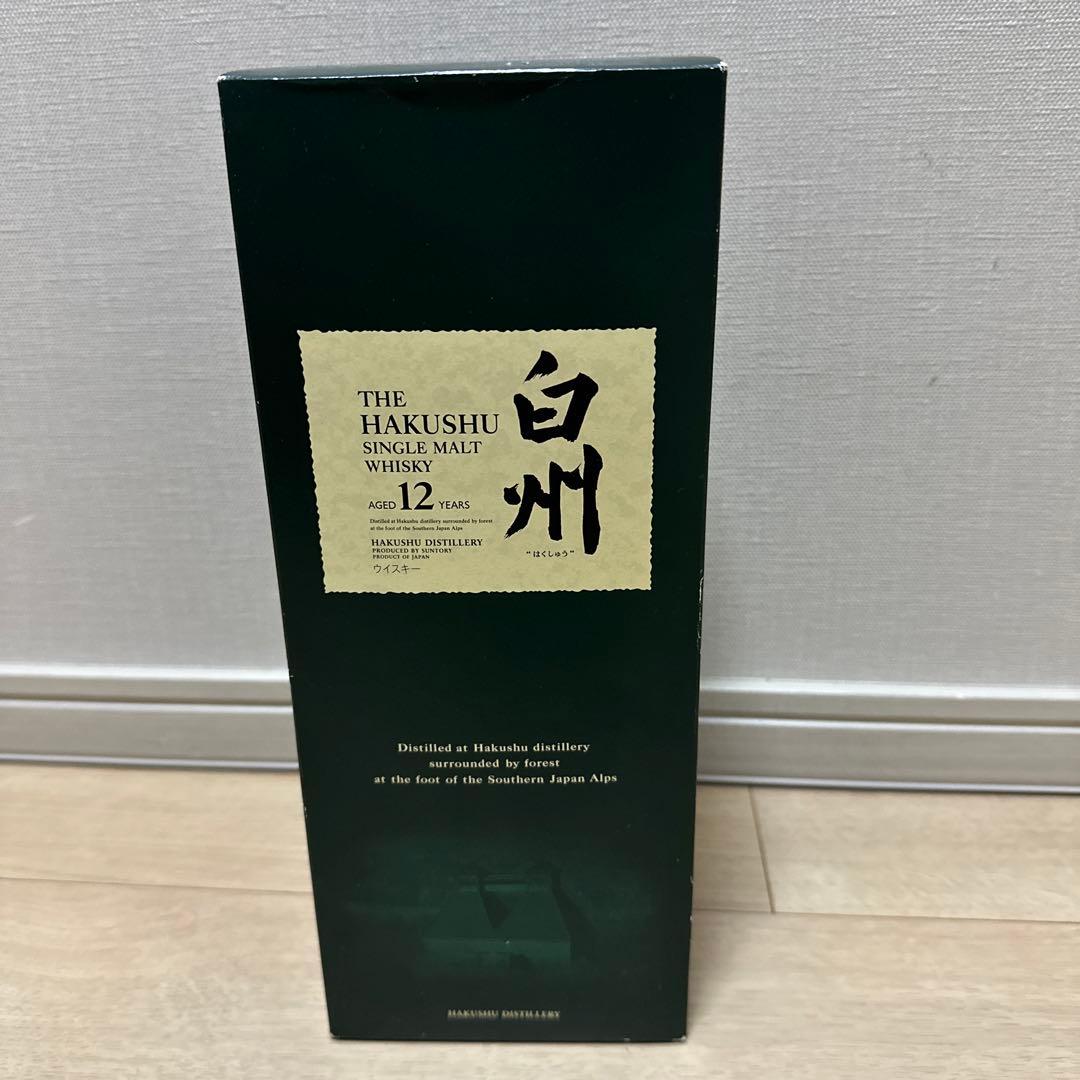 THE
HAKUSHU
SINGLE MALT
WHISKY
AGED 12 YEARS
Distilled at Hakushu distillery surrounded by forest
at the foot of the Southern Japan Alps
HAKUSHU DISTILLERY
PRODUCED BY SUNTORY
PRODUCT OF JAPAN
ウイスキー
白州
"はくしゅう"
Distilled at Hakushu distillery
surrounded by forest
at the foot of the Southern Japan Alps
HAKUSHU DISTILLERY